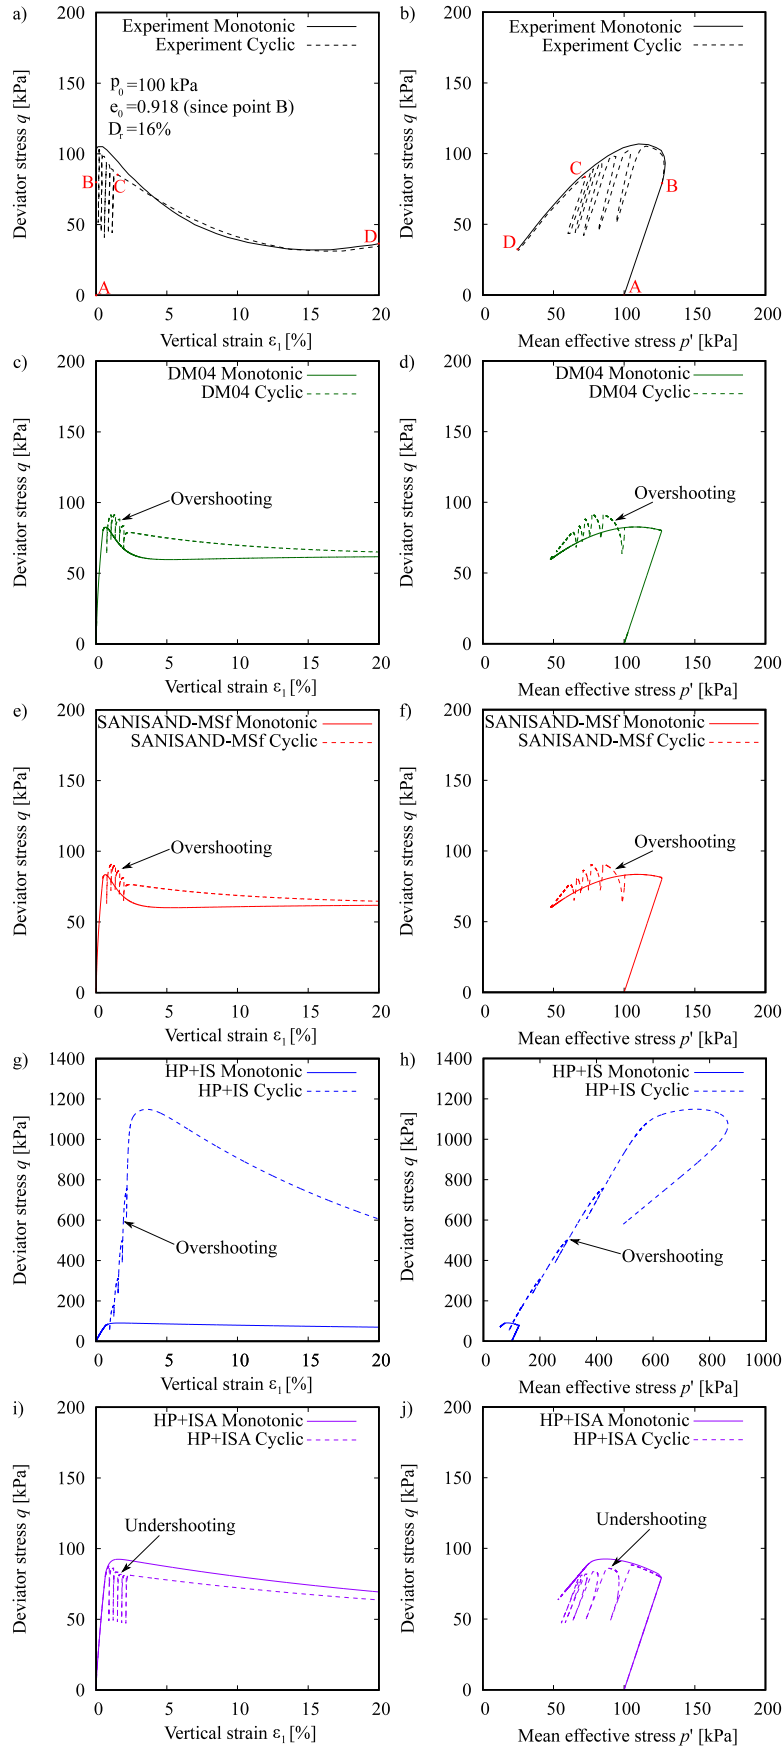 a)
200
150
100
50
0
0
5
10
15
20
Deviator stress q [kPa]
Vertical strain ε₁ [%]
Experiment Monotonic
Experiment Cyclic
p₀ =100 kPa
e₀ =0.918 (since point B)
Dᵣ =16%
A
B
C
D
b)
200
150
100
50
0
0
50
100
150
200
Deviator stress q [kPa]
Mean effective stress p' [kPa]
Experiment Monotonic
Experiment Cyclic
A
B
C
D
c)
200
150
100
50
0
0
5
10
15
20
Deviator stress q [kPa]
Vertical strain ε₁ [%]
DM04 Monotonic
DM04 Cyclic
Overshooting
d)
200
150
100
50
0
0
50
100
150
200
Deviator stress q [kPa]
Mean effective stress p' [kPa]
DM04 Monotonic
DM04 Cyclic
Overshooting
e)
200
150
100
50
0
0
5
10
15
20
Deviator stress q [kPa]
Vertical strain ε₁ [%]
SANISAND-MSf Monotonic
SANISAND-MSf Cyclic
Overshooting
f)
200
150
100
50
0
0
50
100
150
200
Deviator stress q [kPa]
Mean effective stress p' [kPa]
SANISAND-MSf Monotonic
SANISAND-MSf Cyclic
Overshooting
g)
1400
1200
1000
800
600
400
200
0
0
5
10
15
20
Deviator stress q [kPa]
Vertical strain ε₁ [%]
HP+IS Monotonic
HP+IS Cyclic
Overshooting
h)
1400
1200
1000
800
600
400
200
0
0
200
400
600
800
1000
Deviator stress q [kPa]
Mean effective stress p' [kPa]
HP+IS Monotonic
HP+IS Cyclic
Overshooting
i)
200
150
100
50
0
0
5
10
15
20
Deviator stress q [kPa]
Vertical strain ε₁ [%]
HP+ISA Monotonic
HP+ISA Cyclic
Undershooting
j)
200
150
100
50
0
0
50
100
150
200
Deviator stress q [kPa]
Mean effective stress p' [kPa]
HP+ISA Monotonic
HP+ISA Cyclic
Undershooting